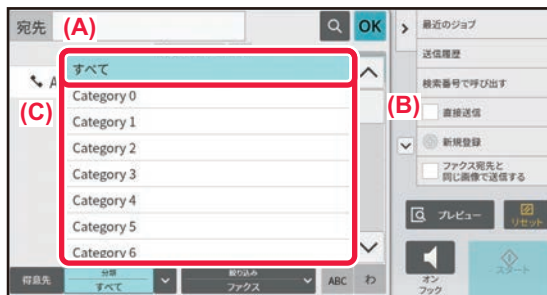 宛先
(A)
OK
すべて
A
(C)
Category 0
Category 1
Category 2
Category 3
Category 4
Category 5
Category 6
得意先
分類
すべて
絞り込み
ファクス
ABC
わ
(B)
最近のジョブ
送信履歴
検索番号で呼び出す
直接送信
新規登録
ファクス宛先と
同じ画像で送信する
プレビュー
リセット
オン
フック
スタート